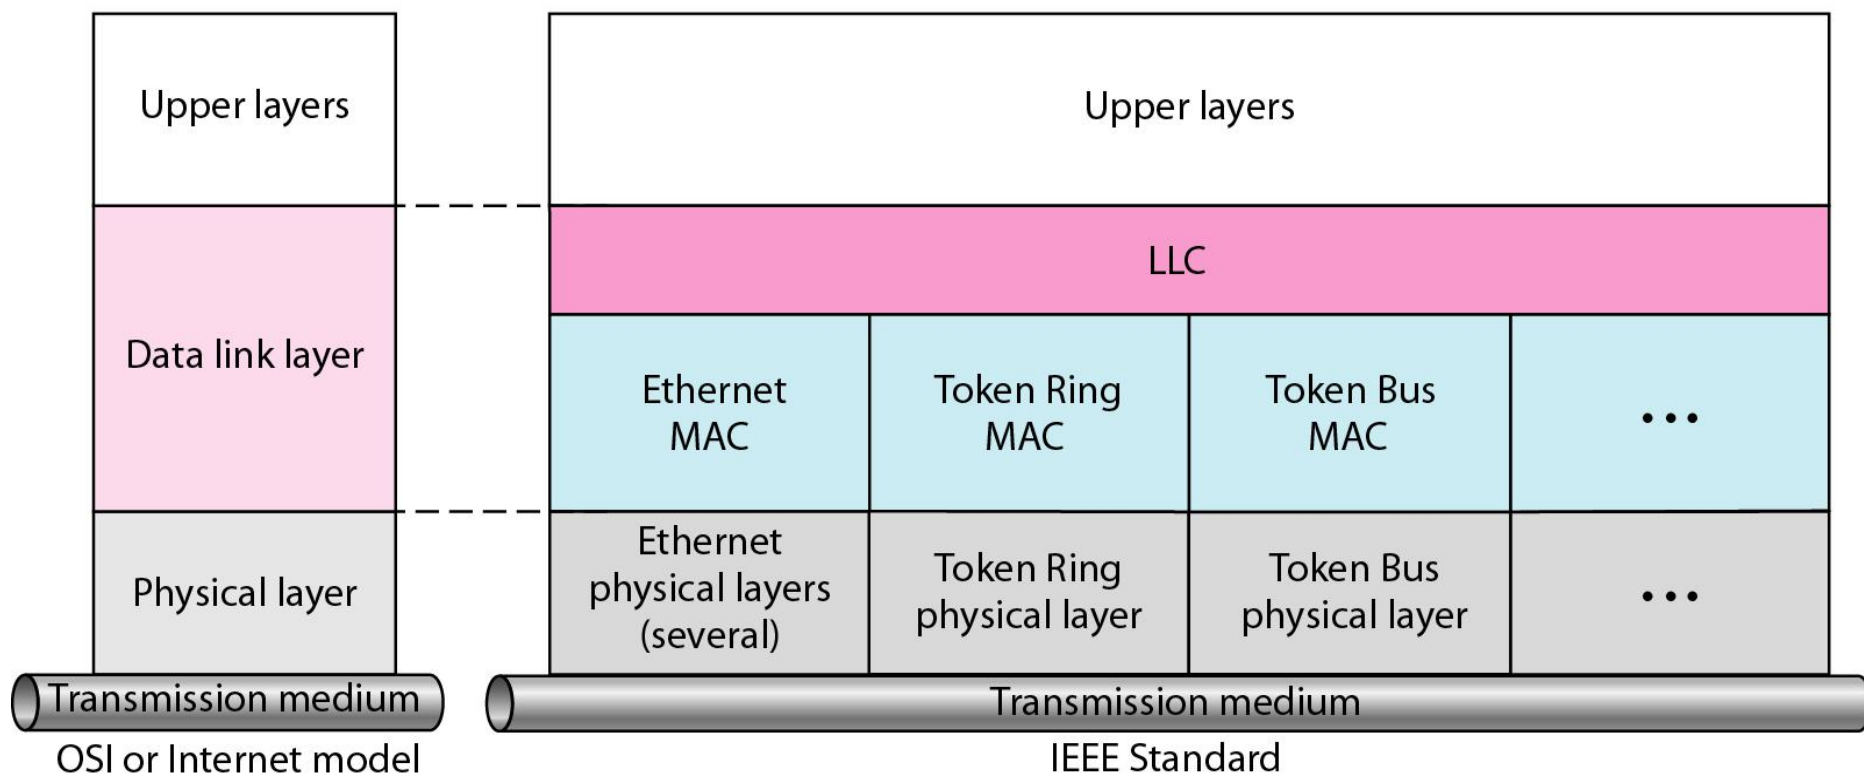 Upper layers
Data link layer
Physical layer
Transmission medium
OSI or Internet model
Upper layers
LLC
Ethernet
MAC
Token Ring
MAC
Token Bus
MAC
...
Ethernet
physical layers
(several)
Token Ring
physical layer
Token Bus
physical layer
...
Transmission medium
IEEE Standard